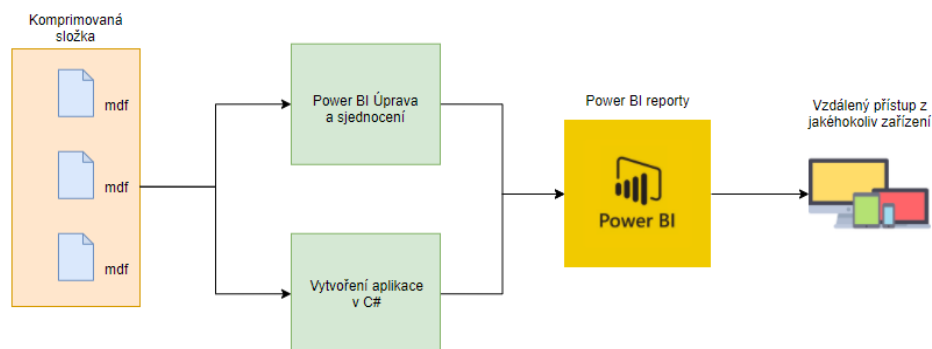 Komprimovaná
složka
mdf
mdf
mdf
Power BI Úprava
a sjednocení
Vytvoření aplikace
v C#
Power BI reporty
Power BI
Vzdálený přístup z
jakéhokoliv zařízení